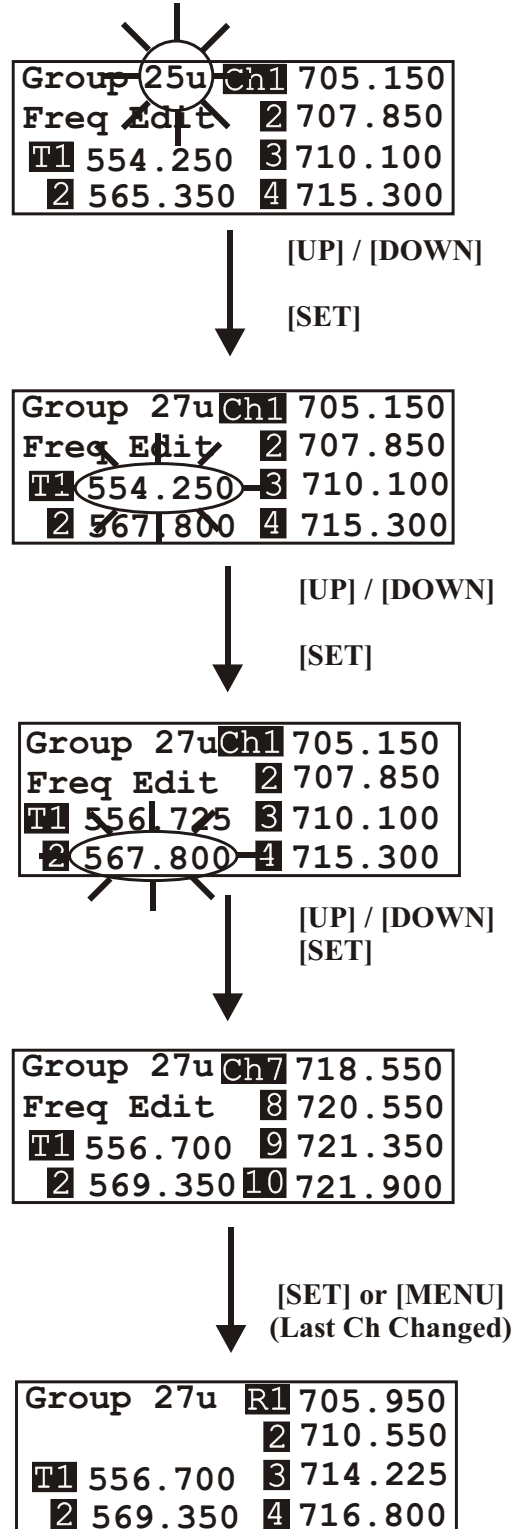 Group 25u Ch1 705.150
Freq Edit 2 707.850
T1 554.250 3 710.100
2 565.350 4 715.300
[UP] / [DOWN]
[SET]
Group 27u Ch1 705.150
Freq Edit 2 707.850
T1 554.250 3 710.100
2 567.800 4 715.300
[UP] / [DOWN]
[SET]
Group 27u Ch1 705.150
Freq Edit 2 707.850
T1 556.725 3 710.100
2 567.800 4 715.300
[UP] / [DOWN]
[SET]
Group 27u Ch7 718.550
Freq Edit 8 720.550
T1 556.700 9 721.350
2 569.350 10 721.900
[SET] or [MENU]
(Last Ch Changed)
Group 27u R1 705.950
2 710.550
T1 556.700 3 714.225
2 569.350 4 716.800